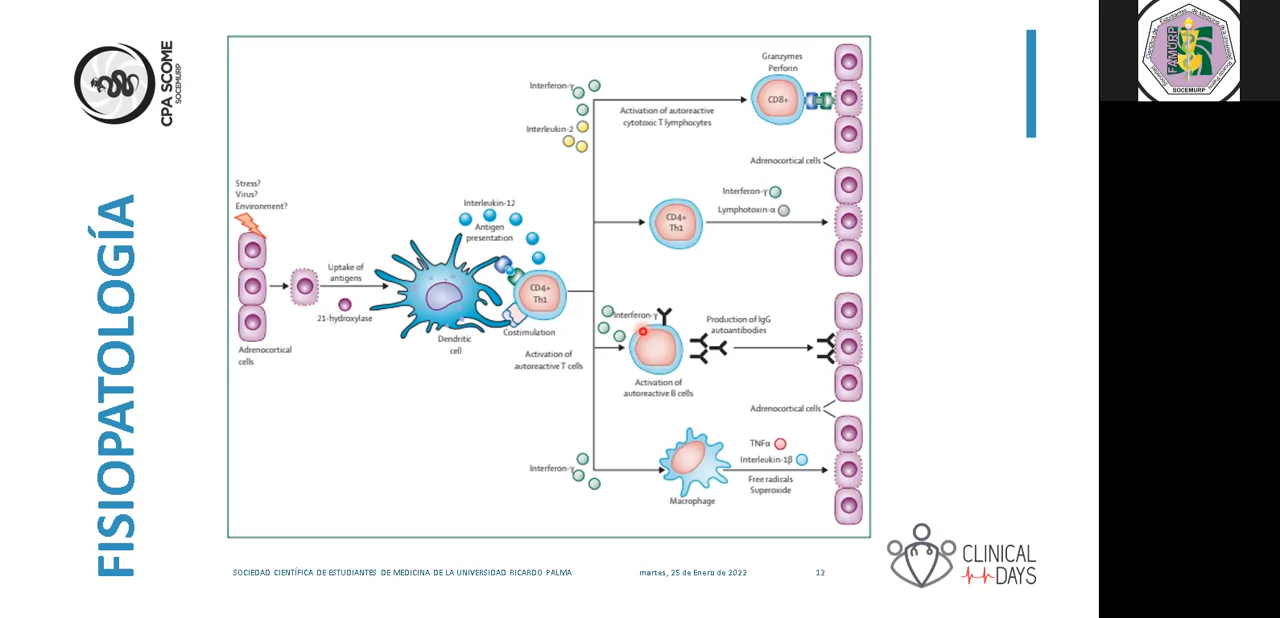 CPA SCOME
SOCEMURP
FISIOPATOLOGÍA
Stress?
Virus?
Environment?
Adrenocortical
cells
Uptake of
antigens
21-hydroxylase
Dendritic
cell
Interleukin-12
Antigen
presentation
CD4+
Th1
Costimulation
Activation of
autoreactive T cells
Interferon-γ
Interleukin-2
Activation of autoreactive
cytotoxic T lymphocytes
Granzymes
Perforin
CD8+
Adrenocortical cells
CD4+
Th1
Interferon-γ
Lymphotoxin-α
Interferon-γ
Activation of
autoreactive B cells
Production of IgG
autoantibodies
Adrenocortical cells
Interferon-γ
Macrophage
TNFα
Interleukin-1β
Free radicals
Superoxide
SOCIEDAD CIENTÍFICA DE ESTUDIANTES DE MEDICINA DE LA UNIVERSIDAD RICARDO PALMA
martes, 25 de Enero de 2022
12
CLINICAL
DAYS
FAMURP
SOCEMURP